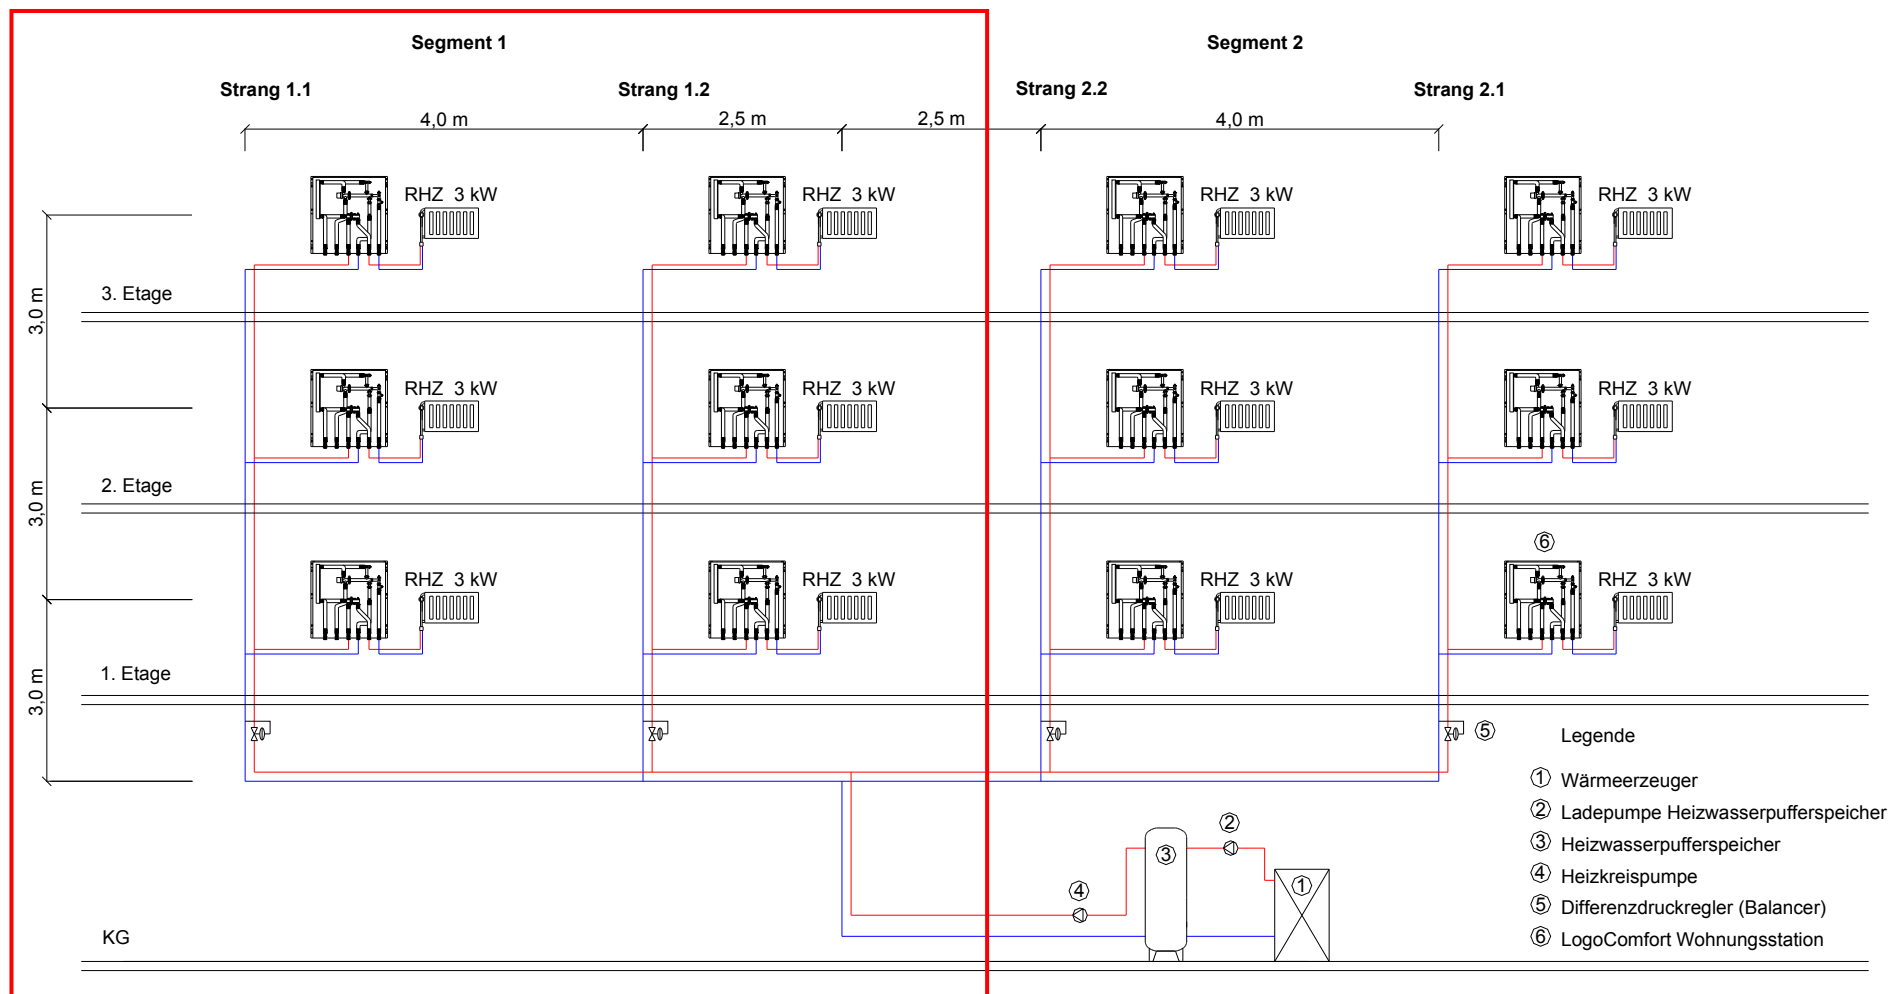 Segment 1
Segment 2
Strang 1.1
Strang 1.2
Strang 2.2
Strang 2.1
4,0 m
2,5 m
2,5 m
4,0 m
RHZ 3 kW
RHZ 3 kW
RHZ 3 kW
RHZ 3 kW
3,0 m
3. Etage
RHZ 3 kW
RHZ 3 kW
RHZ 3 kW
RHZ 3 kW
3,0 m
2. Etage
6
RHZ 3 kW
RHZ 3 kW
RHZ 3 kW
RHZ 3 kW
3,0 m
1. Etage
5
Legende
1 Wärmeerzeuger
2 Ladepumpe Heizwasserpufferspeicher
3 Heizwasserpufferspeicher
4 Heizkreispumpe
5 Differenzdruckregler (Balancer)
6 LogoComfort Wohnungsstation
2
3
1
4
KG